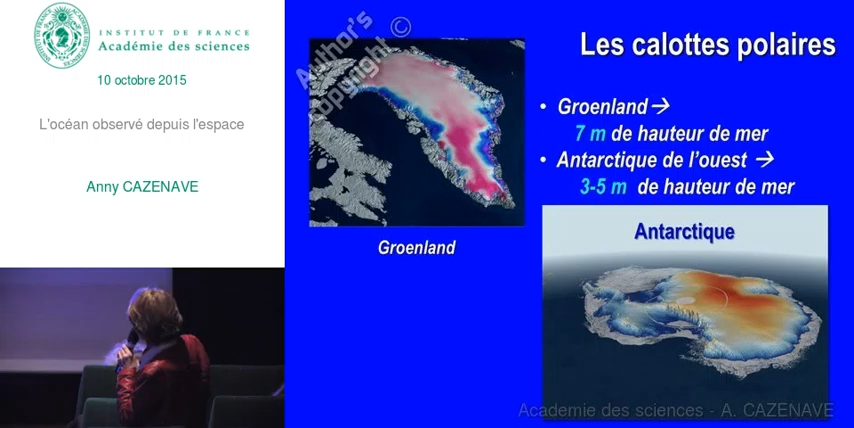 INSTITUT DE FRANCE
Académie des sciences
10 octobre 2015
L'océan observé depuis l'espace
Anny CAZENAVE
Author's ©
copyright
Les calottes polaires
• Groenland→
7 m de hauteur de mer
• Antarctique de l'ouest →
3-5 m de hauteur de mer
Groenland
Antarctique
Academie des sciences - A. CAZENAVE